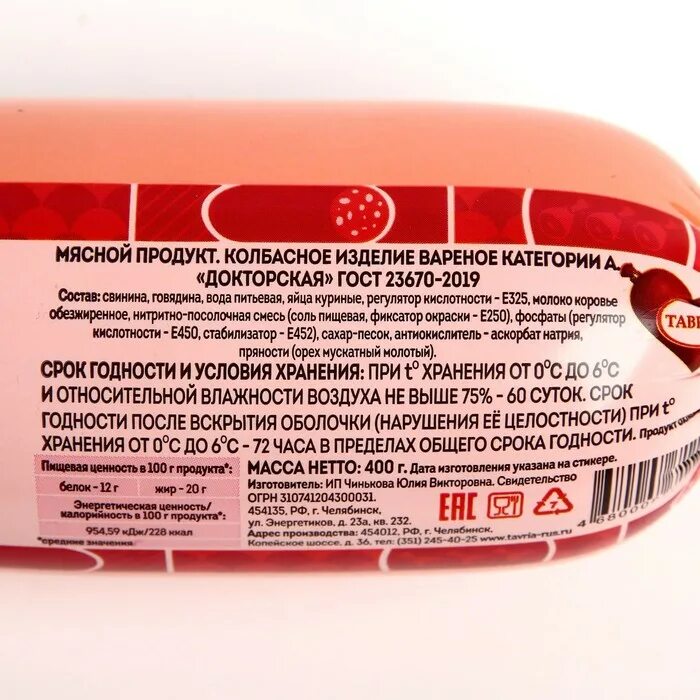 МЯСНОЙ ПРОДУКТ. КОЛБАСНОЕ ИЗДЕЛИЕ ВАРЕНОЕ КАТЕГОРИИ А.
«ДОКТОРСКАЯ» ГОСТ 23670-2019
Состав: свинина, говядина, вода питьевая, яйца куриные, регулятор кислотности - Е325, молоко коровье
обезжиренное, нитритно-посолочная смесь (соль пищевая, фиксатор окраски - Е250), фосфаты (регулятор
кислотности - Е450, стабилизатор - Е452), сахар-песок, антиокислитель - аскорбат натрия,
пряности (орех мускатный молотый).
СРОК ГОДНОСТИ И УСЛОВИЯ ХРАНЕНИЯ: ПРИ t° ХРАНЕНИЯ ОТ 0°С ДО 6°С
И ОТНОСИТЕЛЬНОЙ ВЛАЖНОСТИ ВОЗДУХА НЕ ВЫШЕ 75% - 60 СУТОК. СРОК
ГОДНОСТИ ПОСЛЕ ВСКРЫТИЯ ОБОЛОЧКИ (НАРУШЕНИЯ ЕЁ ЦЕЛОСТНОСТИ) ПРИ t°
ХРАНЕНИЯ ОТ 0°С ДО 6°С - 72 ЧАСА В ПРЕДЕЛАХ ОБЩЕГО СРОКА ГОДНОСТИ. Продукт
Пищевая ценность в 100 г продукта*:
белок - 12 г жир - 20 г
Энергетическая ценность/
калорийность в 100 г продукта*:
954,59 кДж/228 ккал
*средние значения
МАССА НЕТТО: 400 г. Дата изготовления указана на стикере.
Изготовитель: ИП Чинькова Юлия Викторовна. Свидетельство
ОГРН 310741204300031.
454135, РФ, г. Челябинск,
ул. Энергетиков, д. 23а, кв. 232.
Адрес производства: 454012, РФ, г. Челябинск,
Копейское шоссе, д. 36, тел: (351) 245-40-25, www.tavria-rus.ru
EAC
7
4 68000